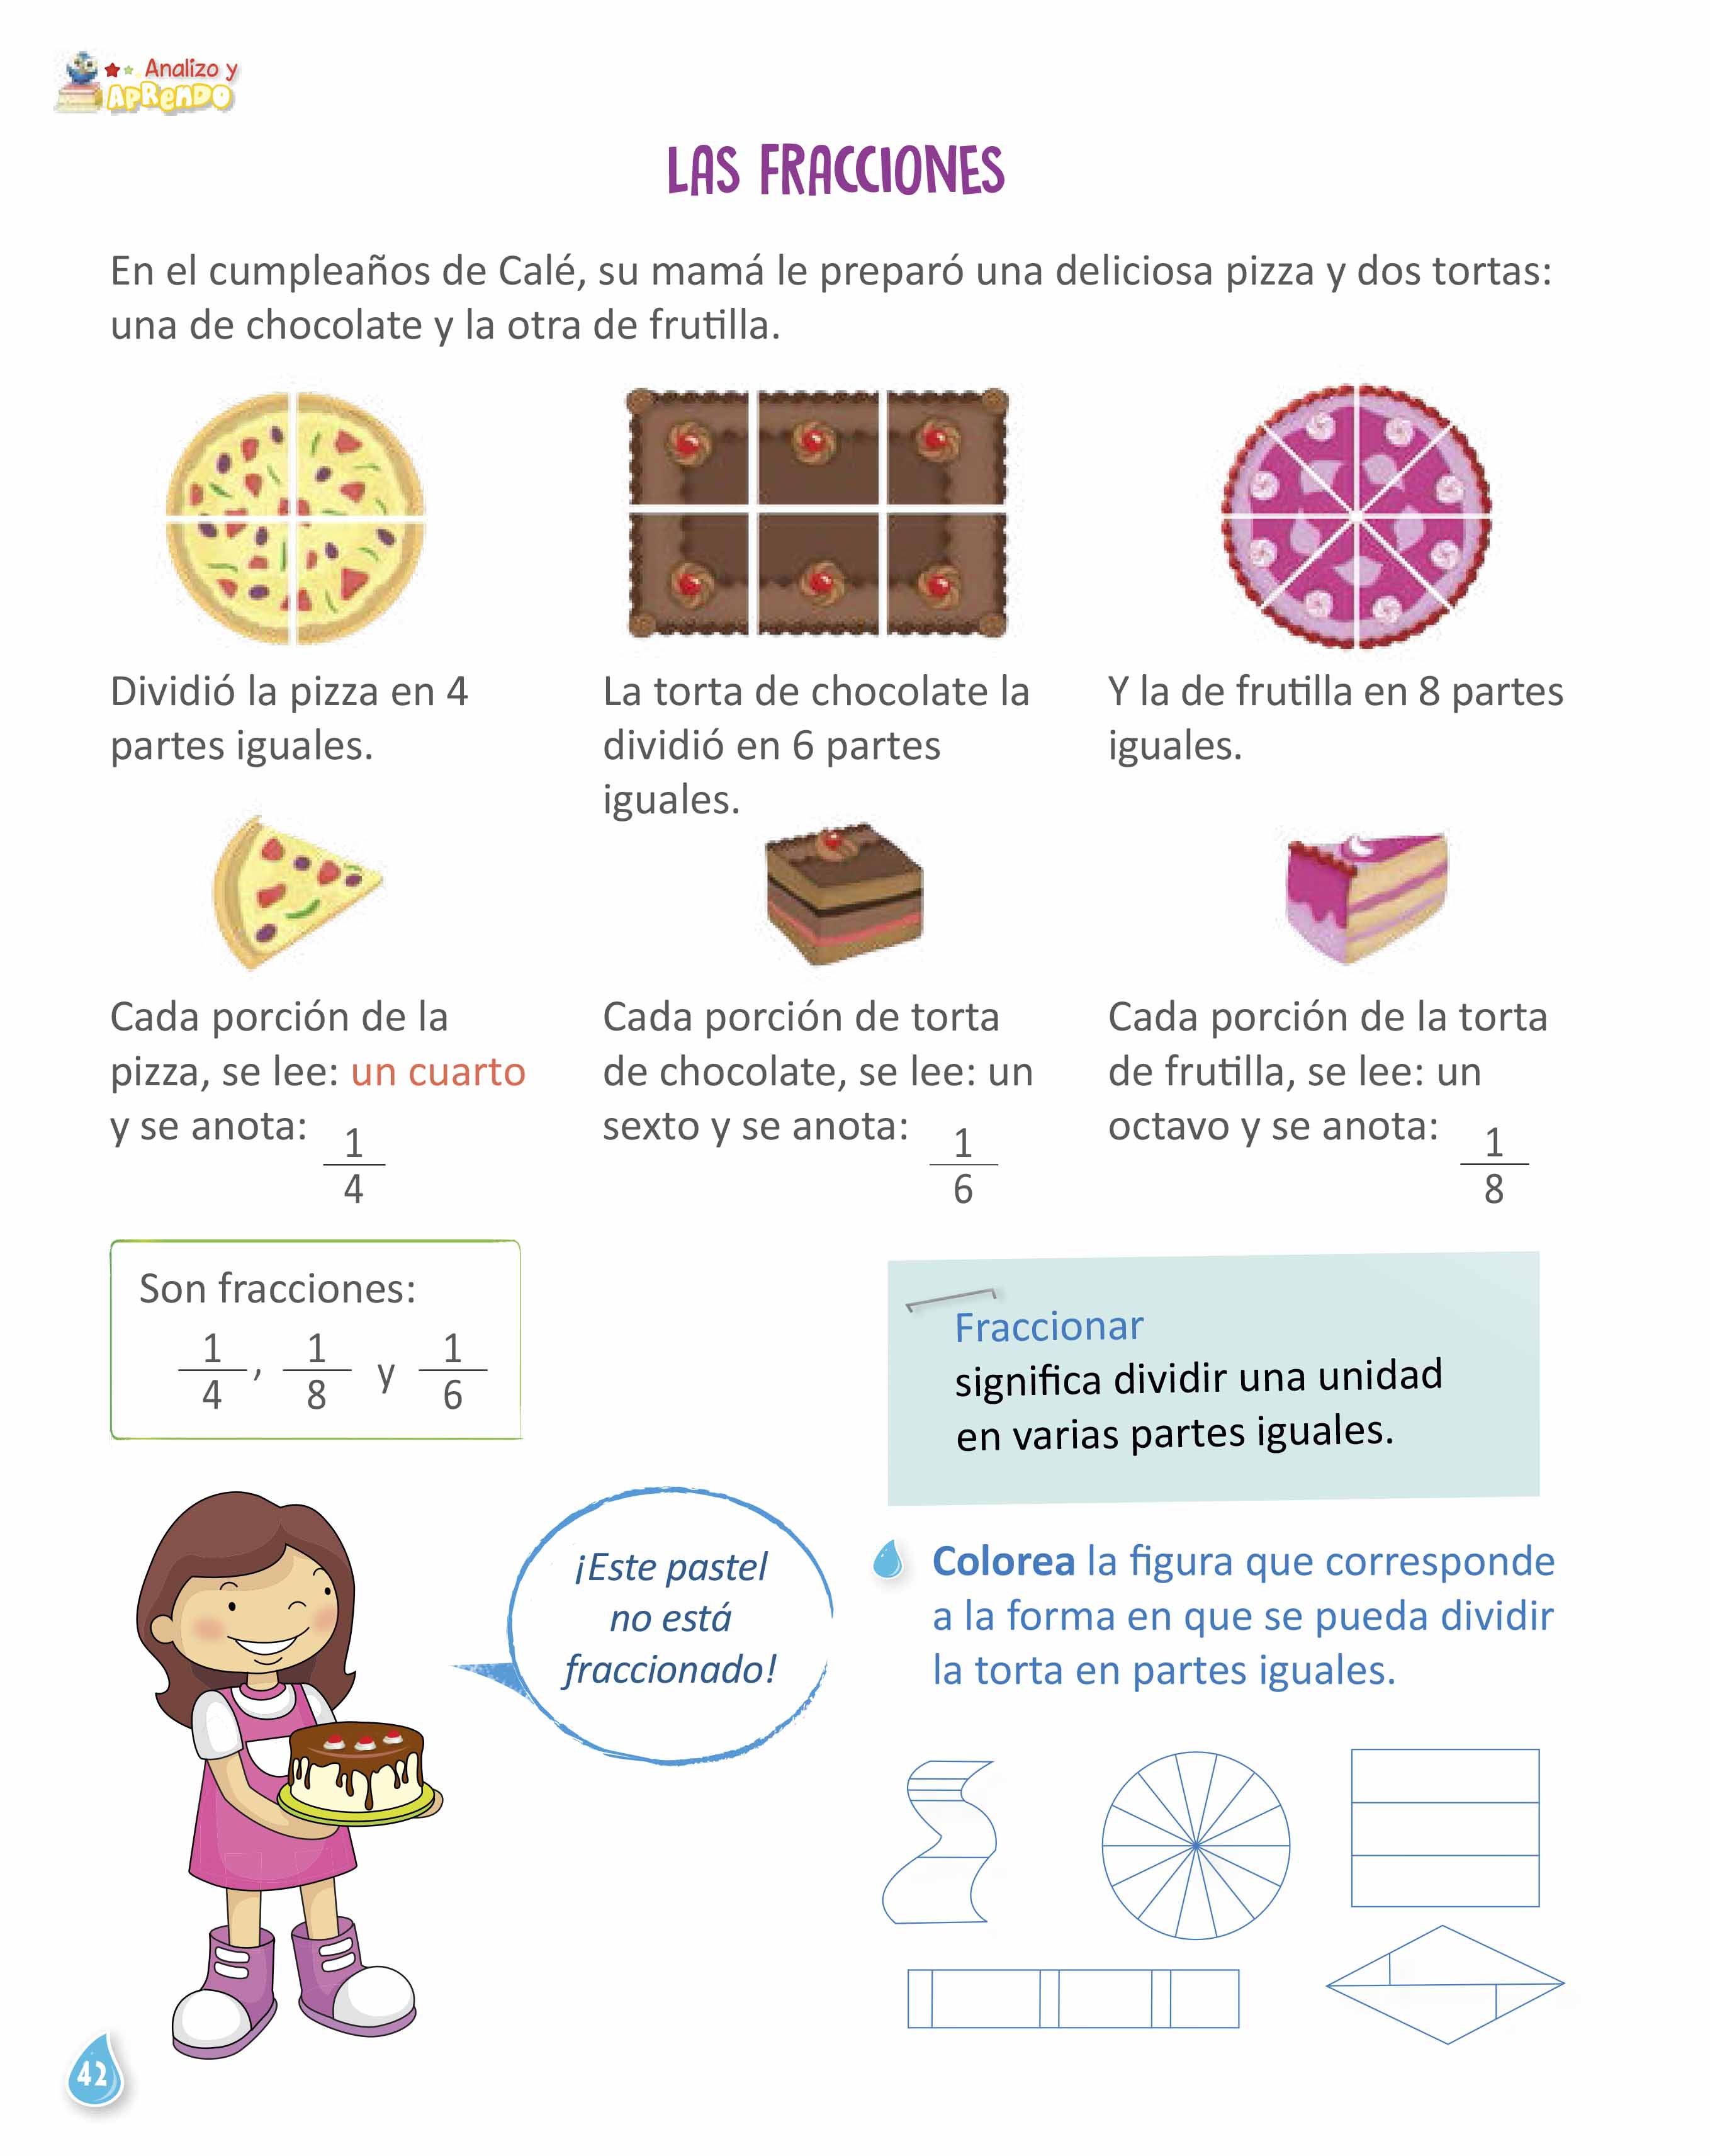 Analizo y
APRENDO
LAS FRACCIONES
En el cumpleaños de Calé, su mamá le preparó una deliciosa pizza y dos tortas:
una de chocolate y la otra de frutilla.
Dividió la pizza en 4
partes iguales.
La torta de chocolate la
dividió en 6 partes
iguales.
Y la de frutilla en 8 partes
iguales.
Cada porción de la
pizza, se lee: un cuarto
y se anota: 1/4
Cada porción de torta
de chocolate, se lee: un
sexto y se anota: 1/6
Cada porción de la torta
de frutilla, se lee: un
octavo y se anota: 1/8
Son fracciones:
1/4, 1/8 y 1/6
Fraccionar
significa dividir una unidad
en varias partes iguales.
¡Este pastel
no está
fraccionado!
Colorea la figura que corresponde
a la forma en que se pueda dividir
la torta en partes iguales.
42